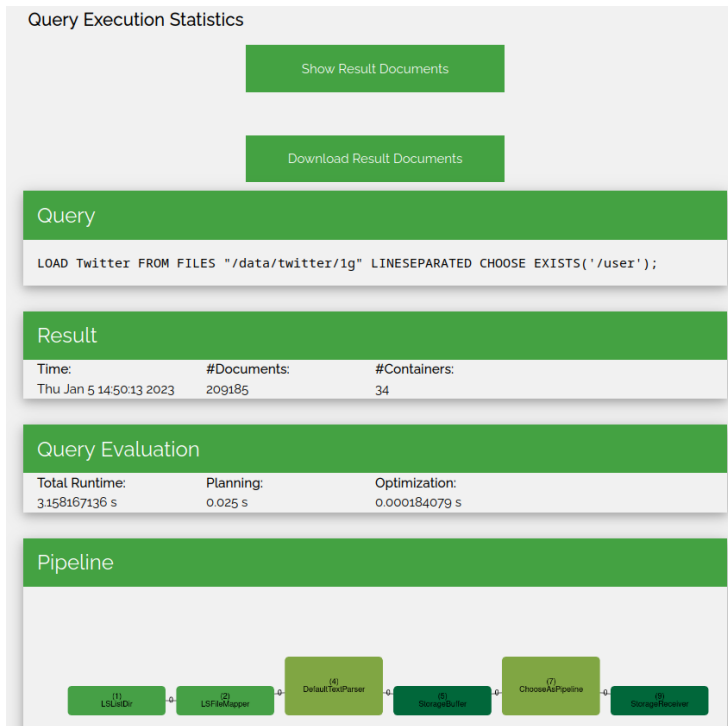 Query Execution Statistics
Show Result Documents
Download Result Documents
Query
LOAD Twitter FROM FILES "/data/twitter/1g" LINESEPARATED CHOOSE EXISTS('/user');
Result
Time: #Documents: #Containers:
Thu Jan 5 14:50:13 2023 209185 34
Query Evaluation
Total Runtime: Planning: Optimization:
3.158167136 s 0.025 s 0.000184079 s
Pipeline
(1)
LSListDir
0
(2)
LSFileMapper
0
(4)
DefaultTextParser
0
(5)
StorageBuffer
0
(7)
ChooseAsPipeline
0
(9)
StorageReceiver